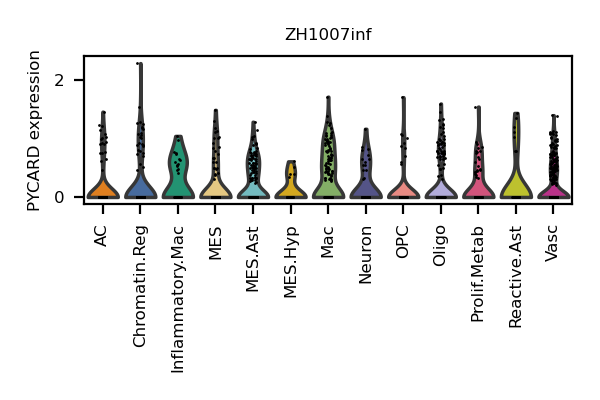 ZH1007inf
PYCARD expression
2
0
AC
Chromatin.Reg
Inflammatory.Mac
MES
MES.Ast
MES.Hyp
Mac
Neuron
OPC
Oligo
Prolif.Metab
Reactive.Ast
Vasc